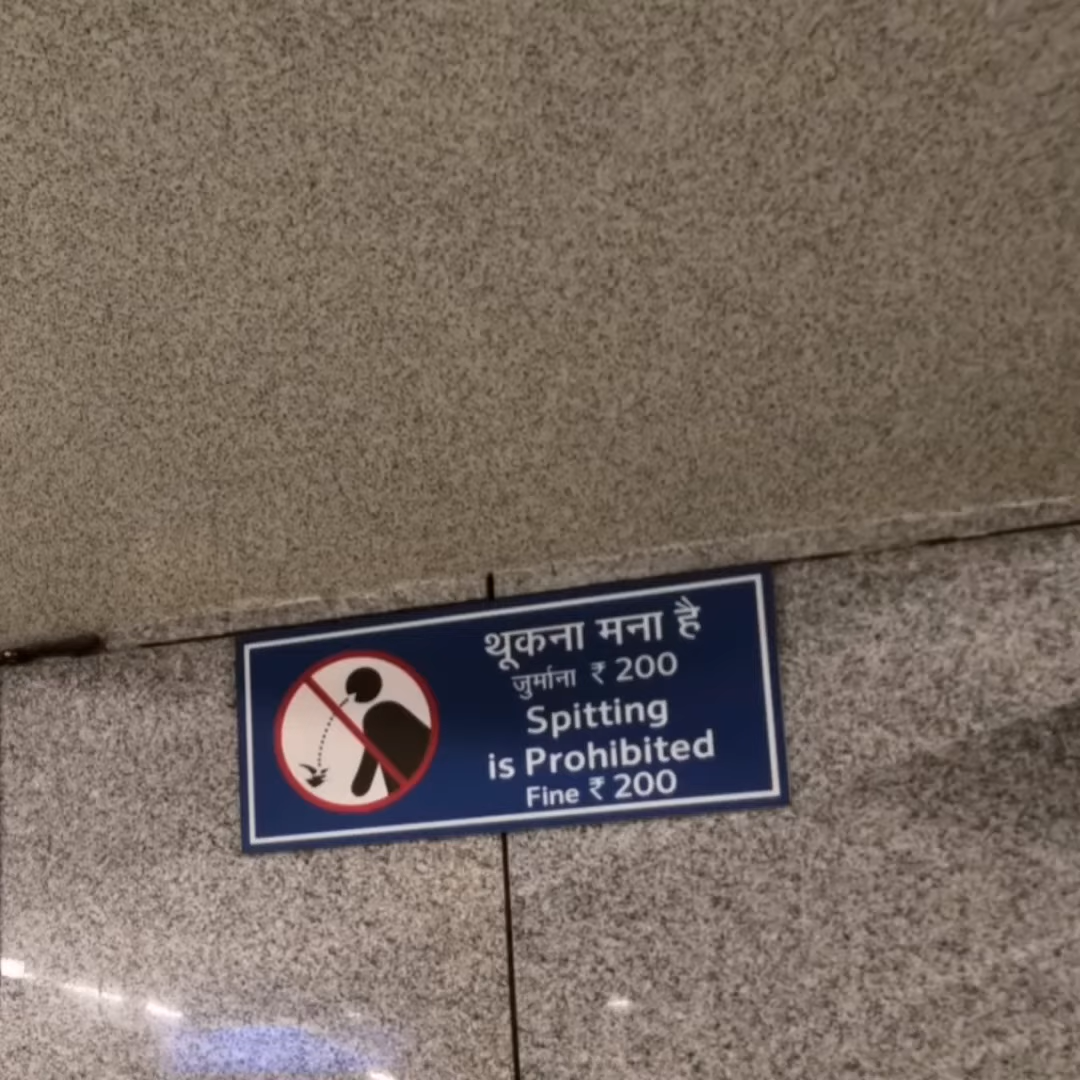 थूकना मना है
जुर्माना ₹ 200
Spitting
is Prohibited
Fine ₹ 200